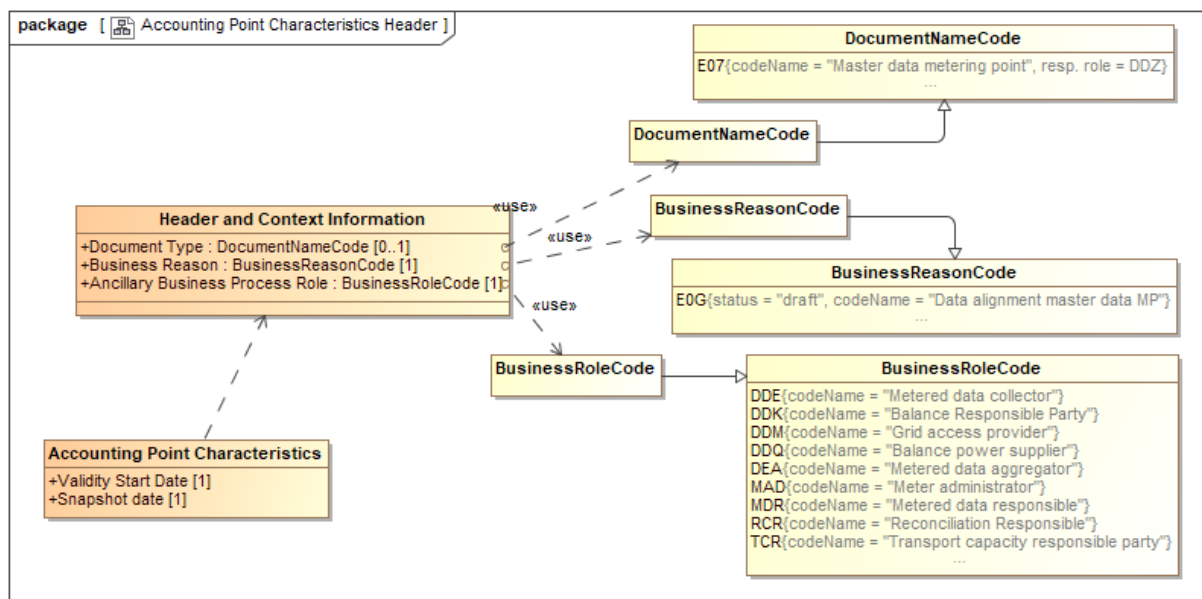 package [ Accounting Point Characteristics Header ]
DocumentNameCode
E07{codeName = "Master data metering point", resp. role = DDZ}
...
DocumentNameCode
BusinessReasonCode
«use»
«use»
Header and Context Information
+Document Type : DocumentNameCode [0..1]
+Business Reason : BusinessReasonCode [1]
+Ancillary Business Process Role : BusinessRoleCode [1]
BusinessReasonCode
E0G{status = "draft", codeName = "Data alignment master data MP"}
...
«use»
BusinessRoleCode
BusinessRoleCode
DDE{codeName = "Metered data collector"}
DDK{codeName = "Balance Responsible Party"}
DDM{codeName = "Grid access provider"}
DDQ{codeName = "Balance power supplier"}
DEA{codeName = "Metered data aggregator"}
MAD{codeName = "Meter administrator"}
MDR{codeName = "Metered data responsible"}
RCR{codeName = "Reconciliation Responsible"}
TCR{codeName = "Transport capacity responsible party"}
...
Accounting Point Characteristics
+Validity Start Date [1]
+Snapshot date [1]